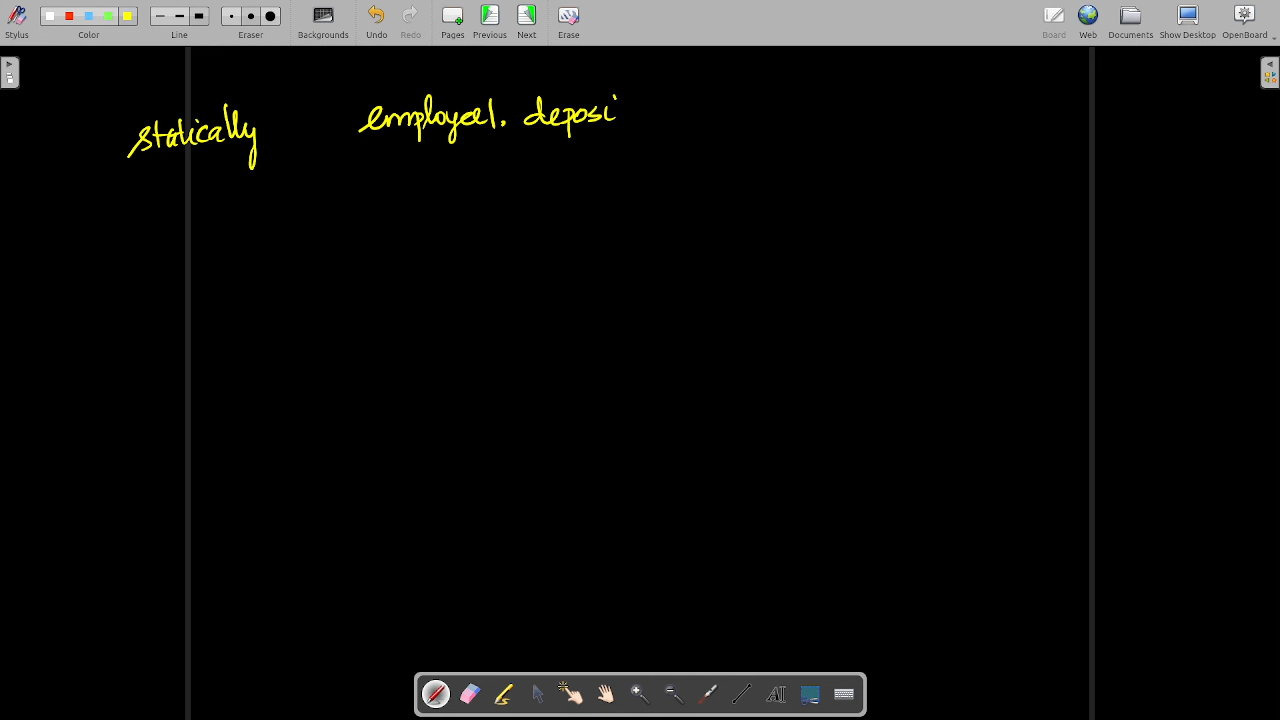 Stylus Color Line Eraser Backgrounds Undo Redo Pages Previous Next Erase Board Web Documents Show Desktop OpenBoard
statically employee1. deposi
AI